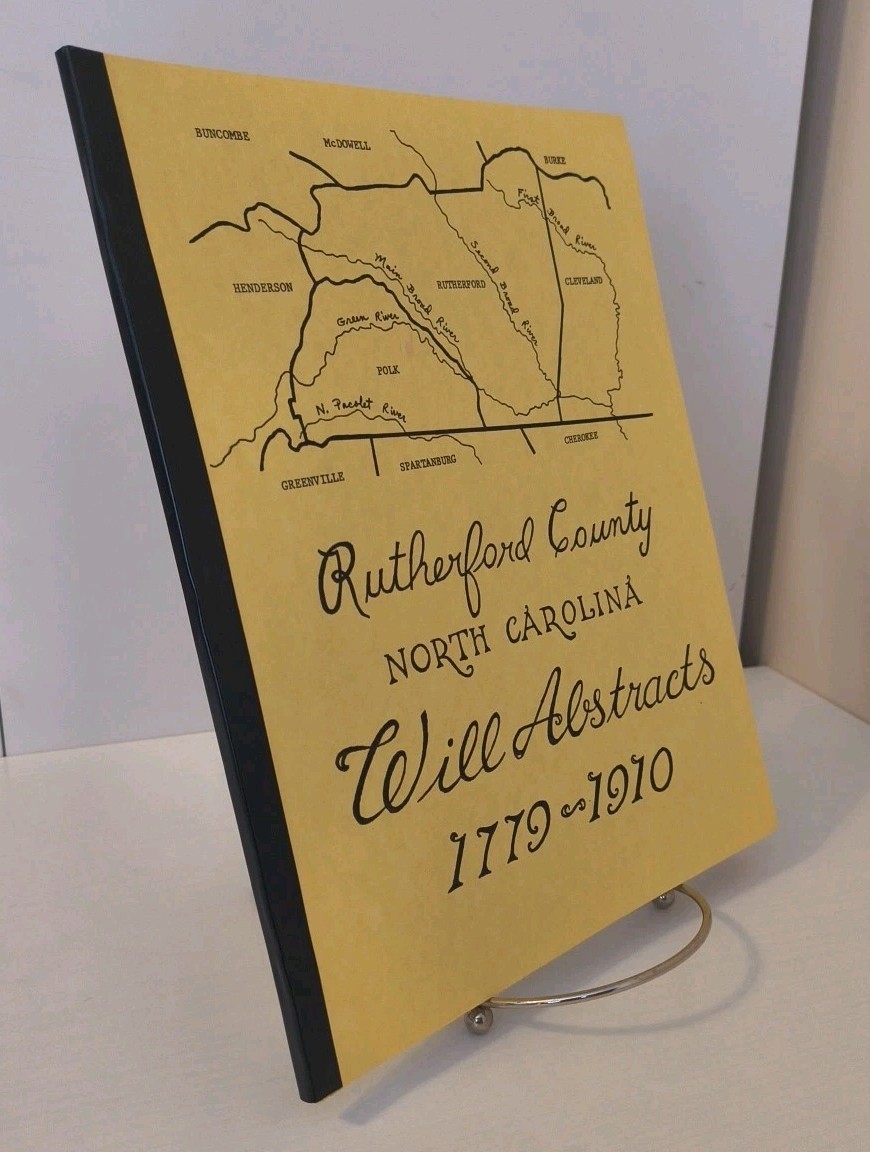 BUNCOMBE
McDOWELL
BURKE
First Broad River
Main Broad River
Second Broad River
HENDERSON
RUTHERFORD
CLEVELAND
Green River
POLK
N. Pacolet River
GREENVILLE
SPARTANBURG
CHEROKEE
Rutherford County
NORTH CAROLINA
Will Abstracts
1779~1910